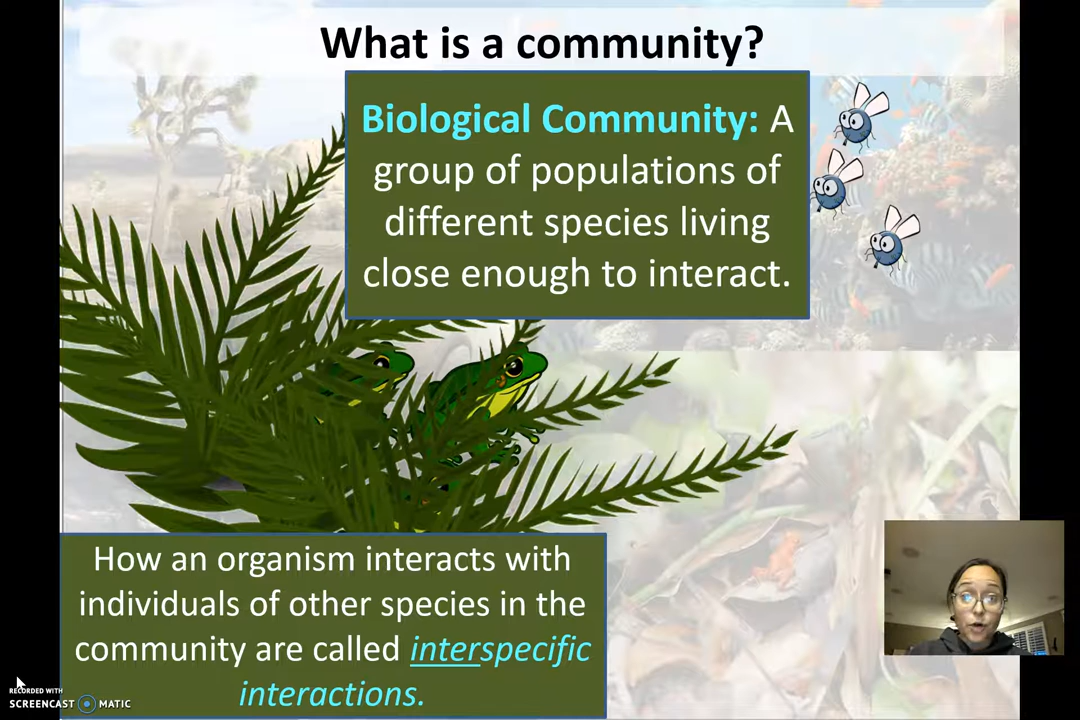 What is a community?
Biological Community: A
group of populations of
different species living
close enough to interact.
How an organism interacts with
individuals of other species in the
community are called interspecific
interactions.
RECORDED WITH
SCREENCAST MATIC